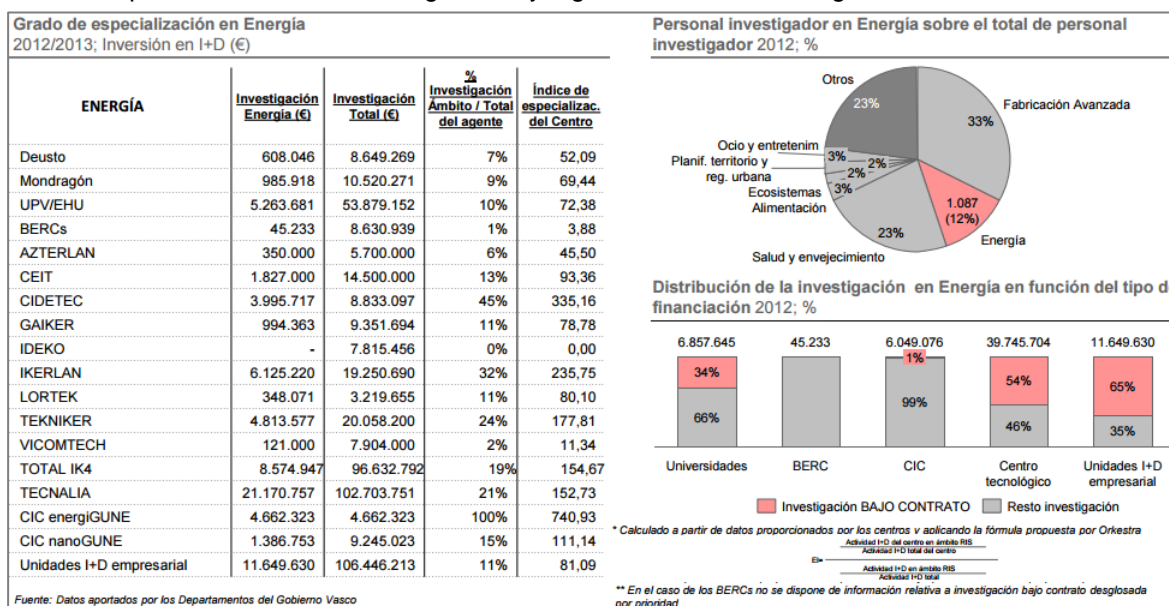 Grado de especialización en Energía
2012/2013; Inversión en I+D (€)
ENERGÍA
Investigación Energía (€)
Investigación Total (€)
% Investigación Ámbito / Total del agente
Índice de especializac. del Centro
Deusto 608.046 8.649.269 7% 52,09
Mondragón 985.918 10.520.271 9% 69,44
UPV/EHU 5.263.681 53.879.152 10% 72,38
BERCs 45.233 8.630.939 1% 3,88
AZTERLAN 350.000 5.700.000 6% 45,50
CEIT 1.827.000 14.500.000 13% 93,36
CIDETEC 3.995.717 8.833.097 45% 335,16
GAIKER 994.363 9.351.694 11% 78,78
IDEKO - 7.815.456 0% 0,00
IKERLAN 6.125.220 19.250.690 32% 235,75
LORTEK 348.071 3.219.655 11% 80,10
TEKNIKER 4.813.577 20.058.200 24% 177,81
VICOMTECH 121.000 7.904.000 2% 11,34
TOTAL IK4 8.574.947 96.632.792 19% 154,67
TECNALIA 21.170.757 102.703.751 21% 152,73
CIC energiGUNE 4.662.323 4.662.323 100% 740,93
CIC nanoGUNE 1.386.753 9.245.023 15% 111,14
Unidades I+D empresarial 11.649.630 106.446.213 11% 81,09
Fuente: Datos aportados por los Departamentos del Gobierno Vasco
Personal investigador en Energía sobre el total de personal
investigador 2012; %
Otros
23%
Fabricación Avanzada
33%
Ocio y entretenim
3%
Planif. territorio y
reg. urbana
2%
2%
Ecosistemas
3%
Alimentación
1.087
(12%)
Energía
23%
Salud y envejecimiento
Distribución de la investigación en Energía en función del tipo de
financiación 2012; %
6.857.645 45.233 6.049.076 39.745.704 11.649.630
34% 1% 54% 65%
66% 99% 46% 35%
Universidades BERC CIC Centro tecnológico Unidades I+D empresarial
Investigación BAJO CONTRATO Resto investigación
* Calculado a partir de datos proporcionados por los centros y aplicando la fórmula propuesta por Orkestra
Actividad I+D del centro en ámbito RIS
Actividad I+D total del centro
EI=
Actividad I+D en ámbito RIS
Actividad I+D total
** En el caso de los BERCs no se dispone de información relativa a investigación bajo contrato desglosada
por prioridad